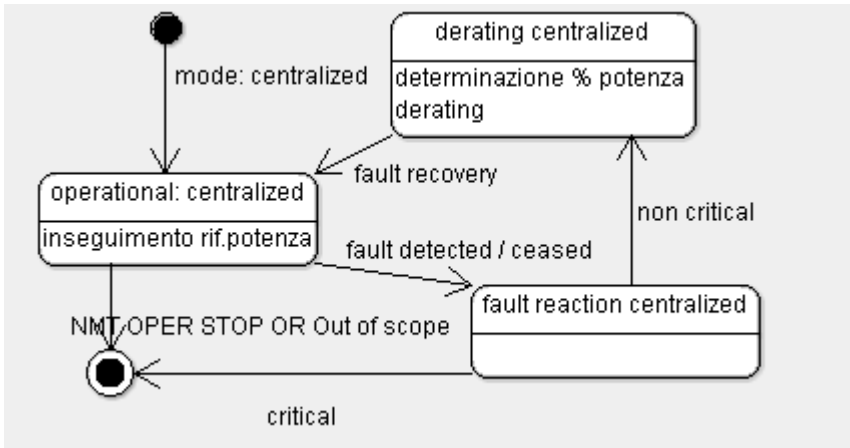 derating centralized
mode: centralized
determinazione % potenza
derating
fault recovery
operational: centralized
non critical
inseguimento rif.potenza
fault detected / ceased
fault reaction centralized
NMT OPER STOP OR Out of scope
critical